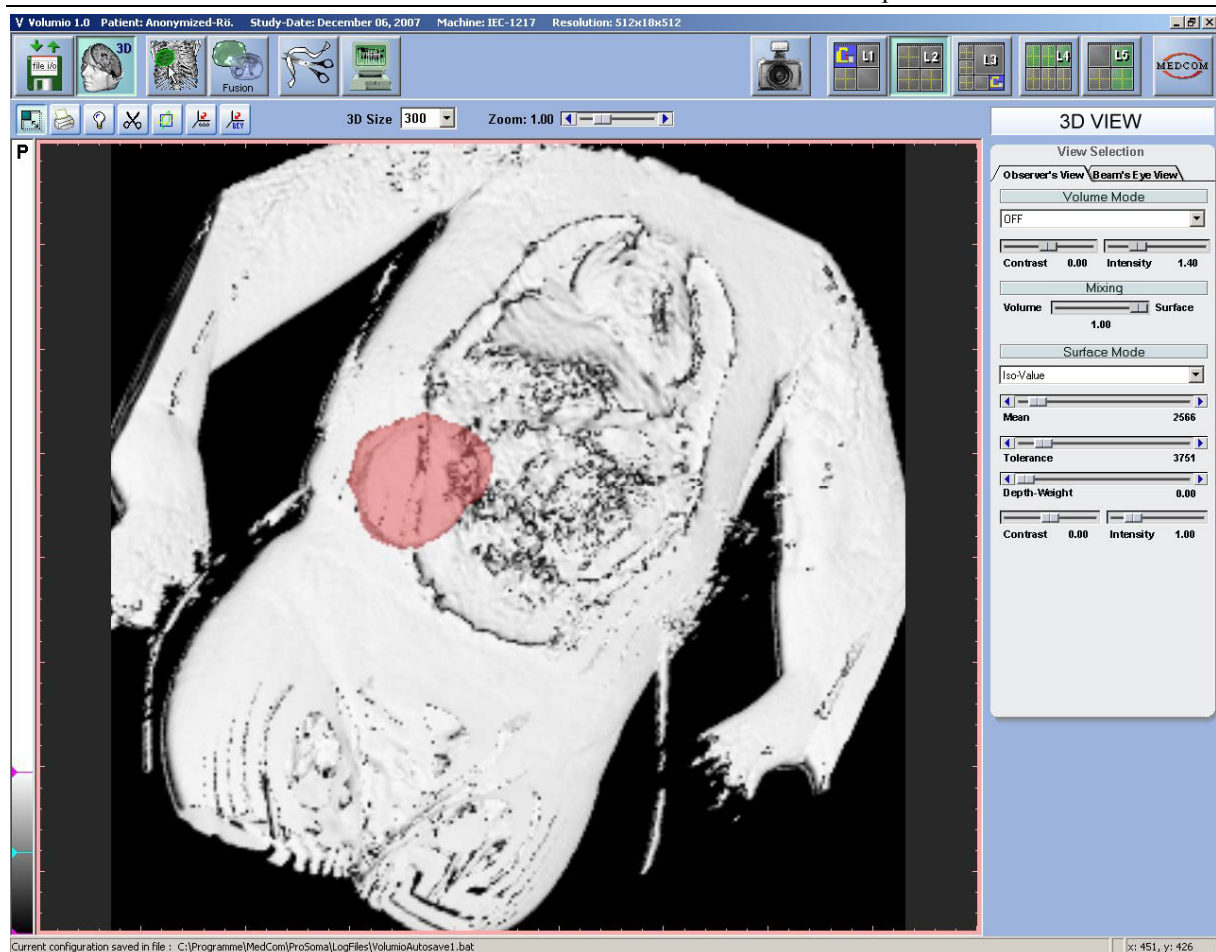 V Volumio 1.0 Patient: Anonymized-Rö. Study-Date: December 06, 2007 Machine: IEC-1217 Resolution: 512x18x512
file i/o 3D Fusion L1 L2 L3 L4 L5 MEDCOM
3D Size 300 Zoom: 1.00
3D VIEW
P
View Selection
Observer's View Beam's Eye View
Volume Mode
OFF
Contrast 0.00 Intensity 1.40
Mixing
Volume Surface
1.00
Surface Mode
Iso-Value
Mean 2566
Tolerance 3751
Depth-Weight 0.00
Contrast 0.00 Intensity 1.00
Current configuration saved in file : C:\Programme\MedCom\ProSoma\LogFiles\VolumioAutosave1.bat
x: 451, y: 426